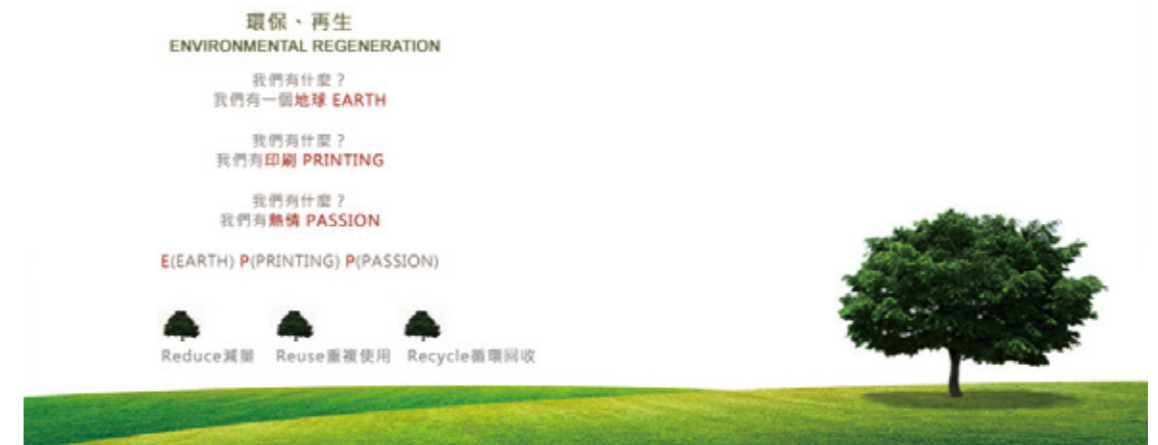 環保、再生
ENVIRONMENTAL REGENERATION
我們有什麼？
我們有一個地球 EARTH
我們有什麼？
我們有印刷 PRINTING
我們有什麼？
我們有熱情 PASSION
E(EARTH) P(PRINTING) P(PASSION)
Reduce減量 Reuse重複使用 Recycle循環回收